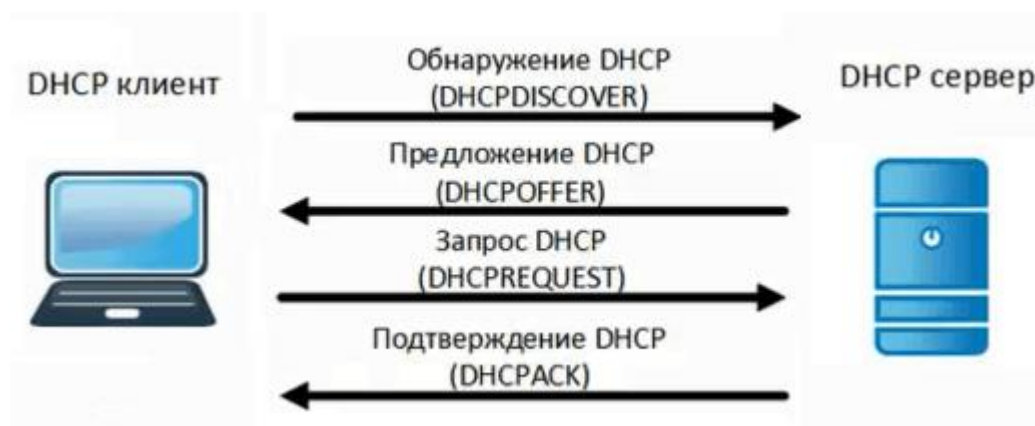 DHCP клиент
DHCP сервер
Обнаружение DHCP
(DHCPDISCOVER)
Предложение DHCP
(DHCPOFFER)
Запрос DHCP
(DHCPREQUEST)
Подтверждение DHCP
(DHCPACK)